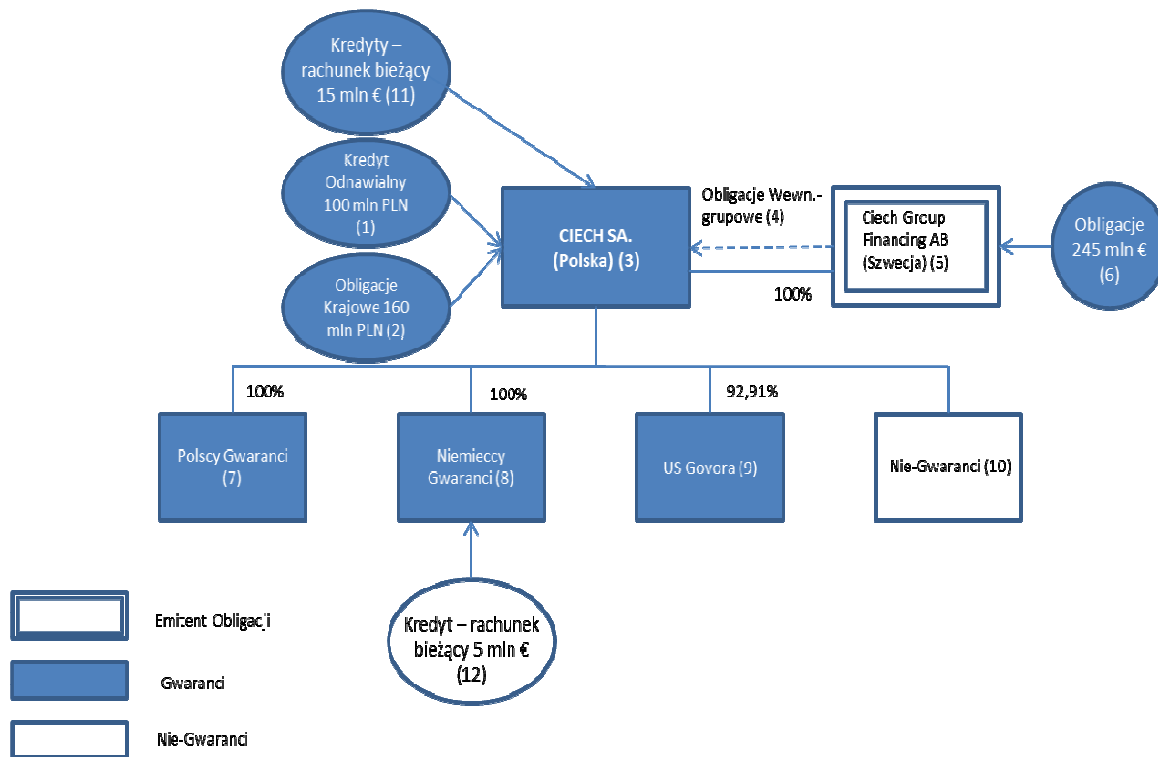 Kredyty –
rachunek bieżący
15 mln € (11)
Kredyt
Odnawialny
100 mln PLN
(1)
Obligacje
Krajowe 160
mln PLN (2)
CIECH SA.
(Polska) (3)
Obligacje Wewn.-
grupowe (4)
100%
Ciech Group
Financing AB
(Szwecja) (5)
Obligacje
245 mln €
(6)
100%
100%
92,91%
Polscy Gwaranci
(7)
Niemieccy
Gwaranci (8)
US Govora (9)
Nie-Gwaranci (10)
Kredyt – rachunek
bieżący 5 mln €
(12)
Emitent Obligacji
Gwaranci
Nie-Gwaranci